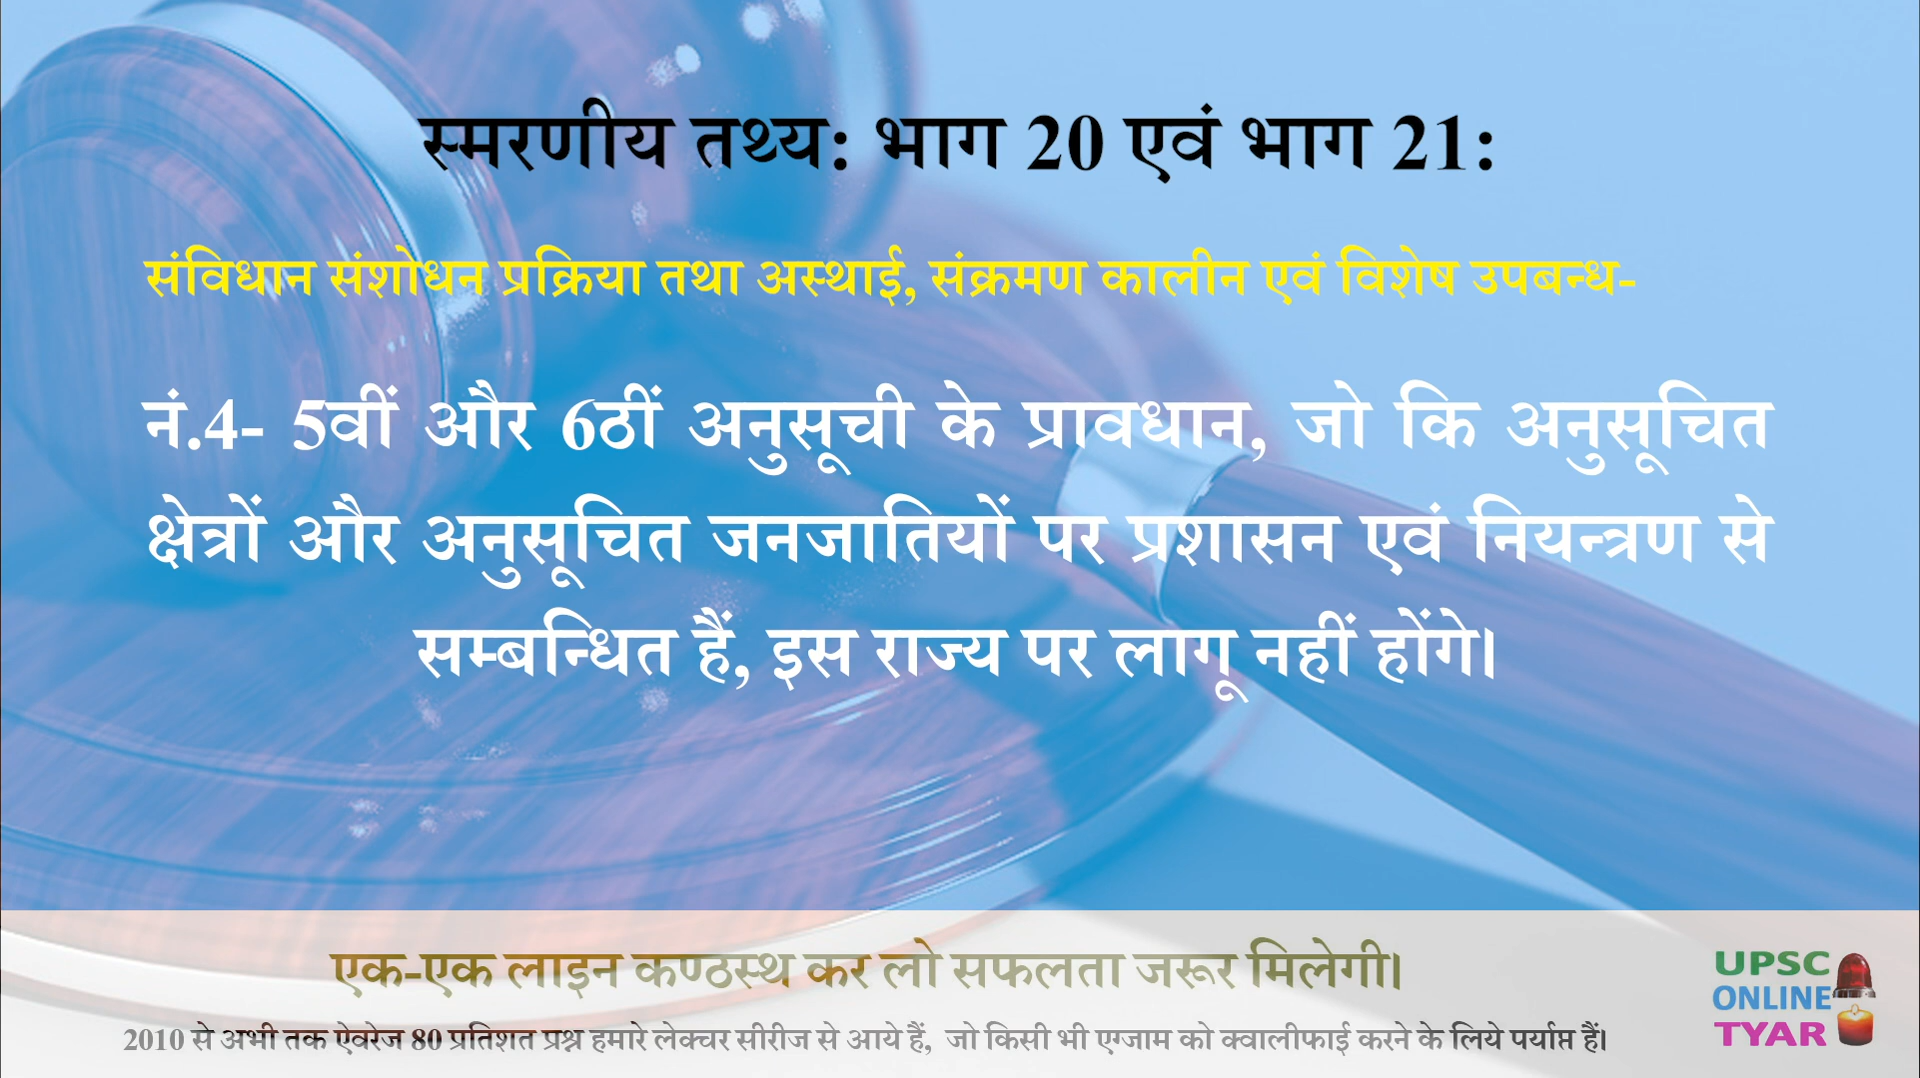 स्मरणीय तथ्य: भाग 20 एवं भाग 21:
संविधान संशोधन प्रक्रिया तथा अस्थाई, संक्रमण कालीन एवं विशेष उपबन्ध-
नं.4- 5वीं और 6ठीं अनुसूची के प्रावधान, जो कि अनुसूचित
क्षेत्रों और अनुसूचित जनजातियों पर प्रशासन एवं नियन्त्रण से
सम्बन्धित हैं, इस राज्य पर लागू नहीं होंगे।
एक-एक लाइन कण्ठस्थ कर लो सफलता जरूर मिलेगी।
2010 से अभी तक ऐवरेज 80 प्रतिशत प्रश्न हमारे लेक्चर सीरीज से आये हैं, जो किसी भी एग्जाम को क्वालीफाई करने के लिये पर्याप्त हैं।
UPSC
ONLINE
TYAR